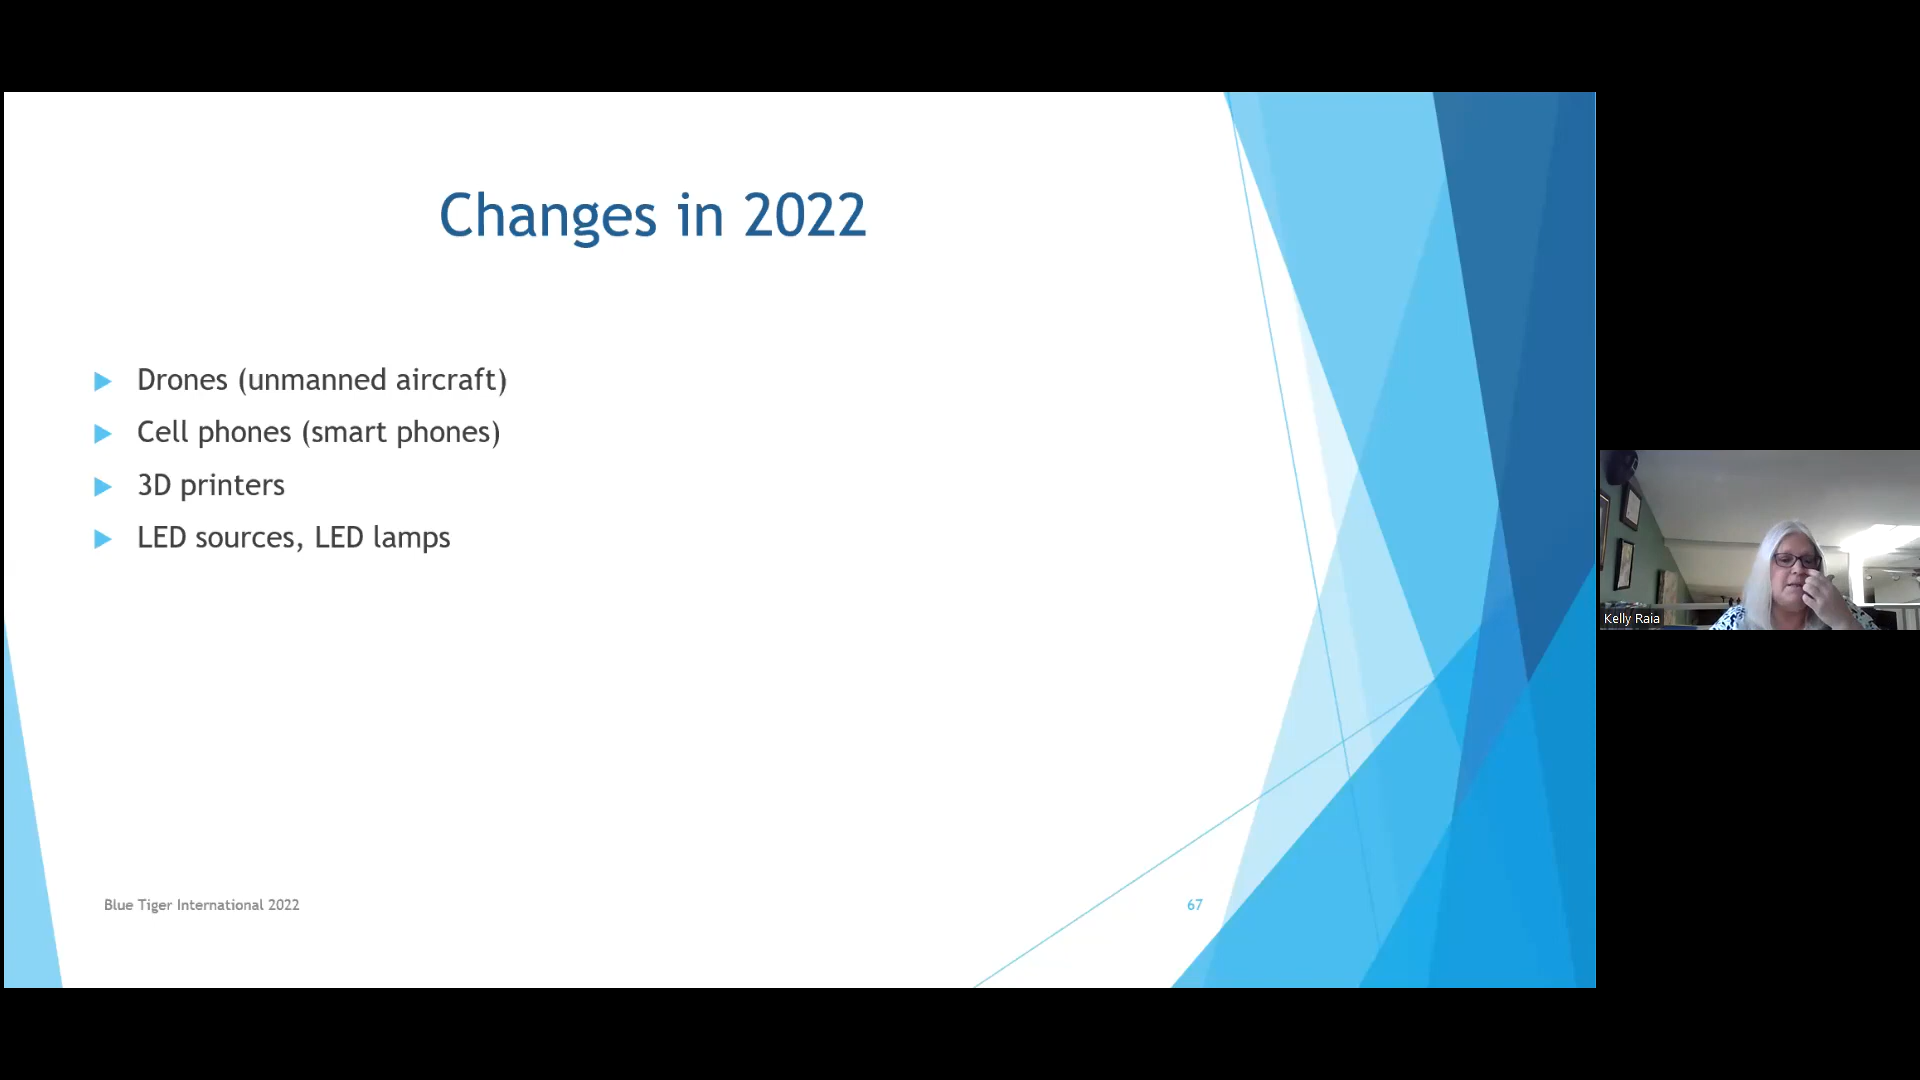 Changes in 2022
Drones (unmanned aircraft)
Cell phones (smart phones)
3D printers
LED sources, LED lamps
Blue Tiger International 2022
67
Kelly Raia